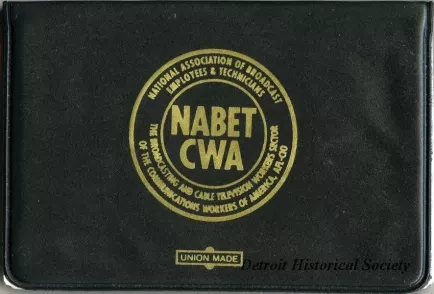 NATIONAL ASSOCIATION OF BROADCAST
EMPLOYEES & TECHNICIANS
NABET
CWA
THE BROADCASTING AND CABLE TELEVISION WORKERS SECTOR
OF THE COMMUNICATIONS WORKERS OF AMERICA, AFL-CIO
UNION MADE
Detroit Historical Society